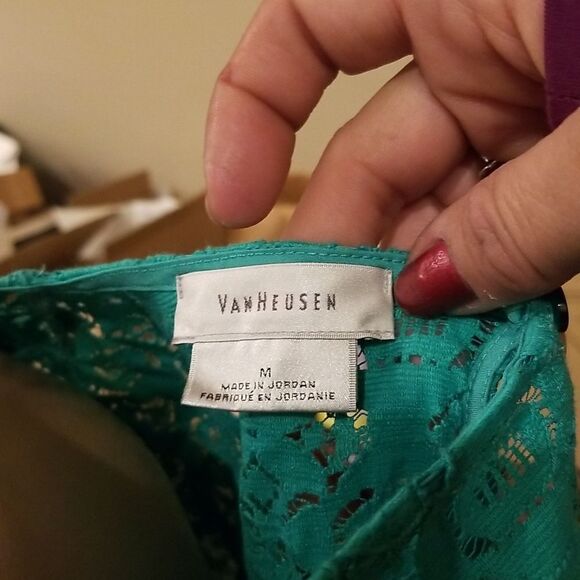 VANHEUSEN
M
MADE IN JORDAN
FABRIQUÉ EN JORDANIE